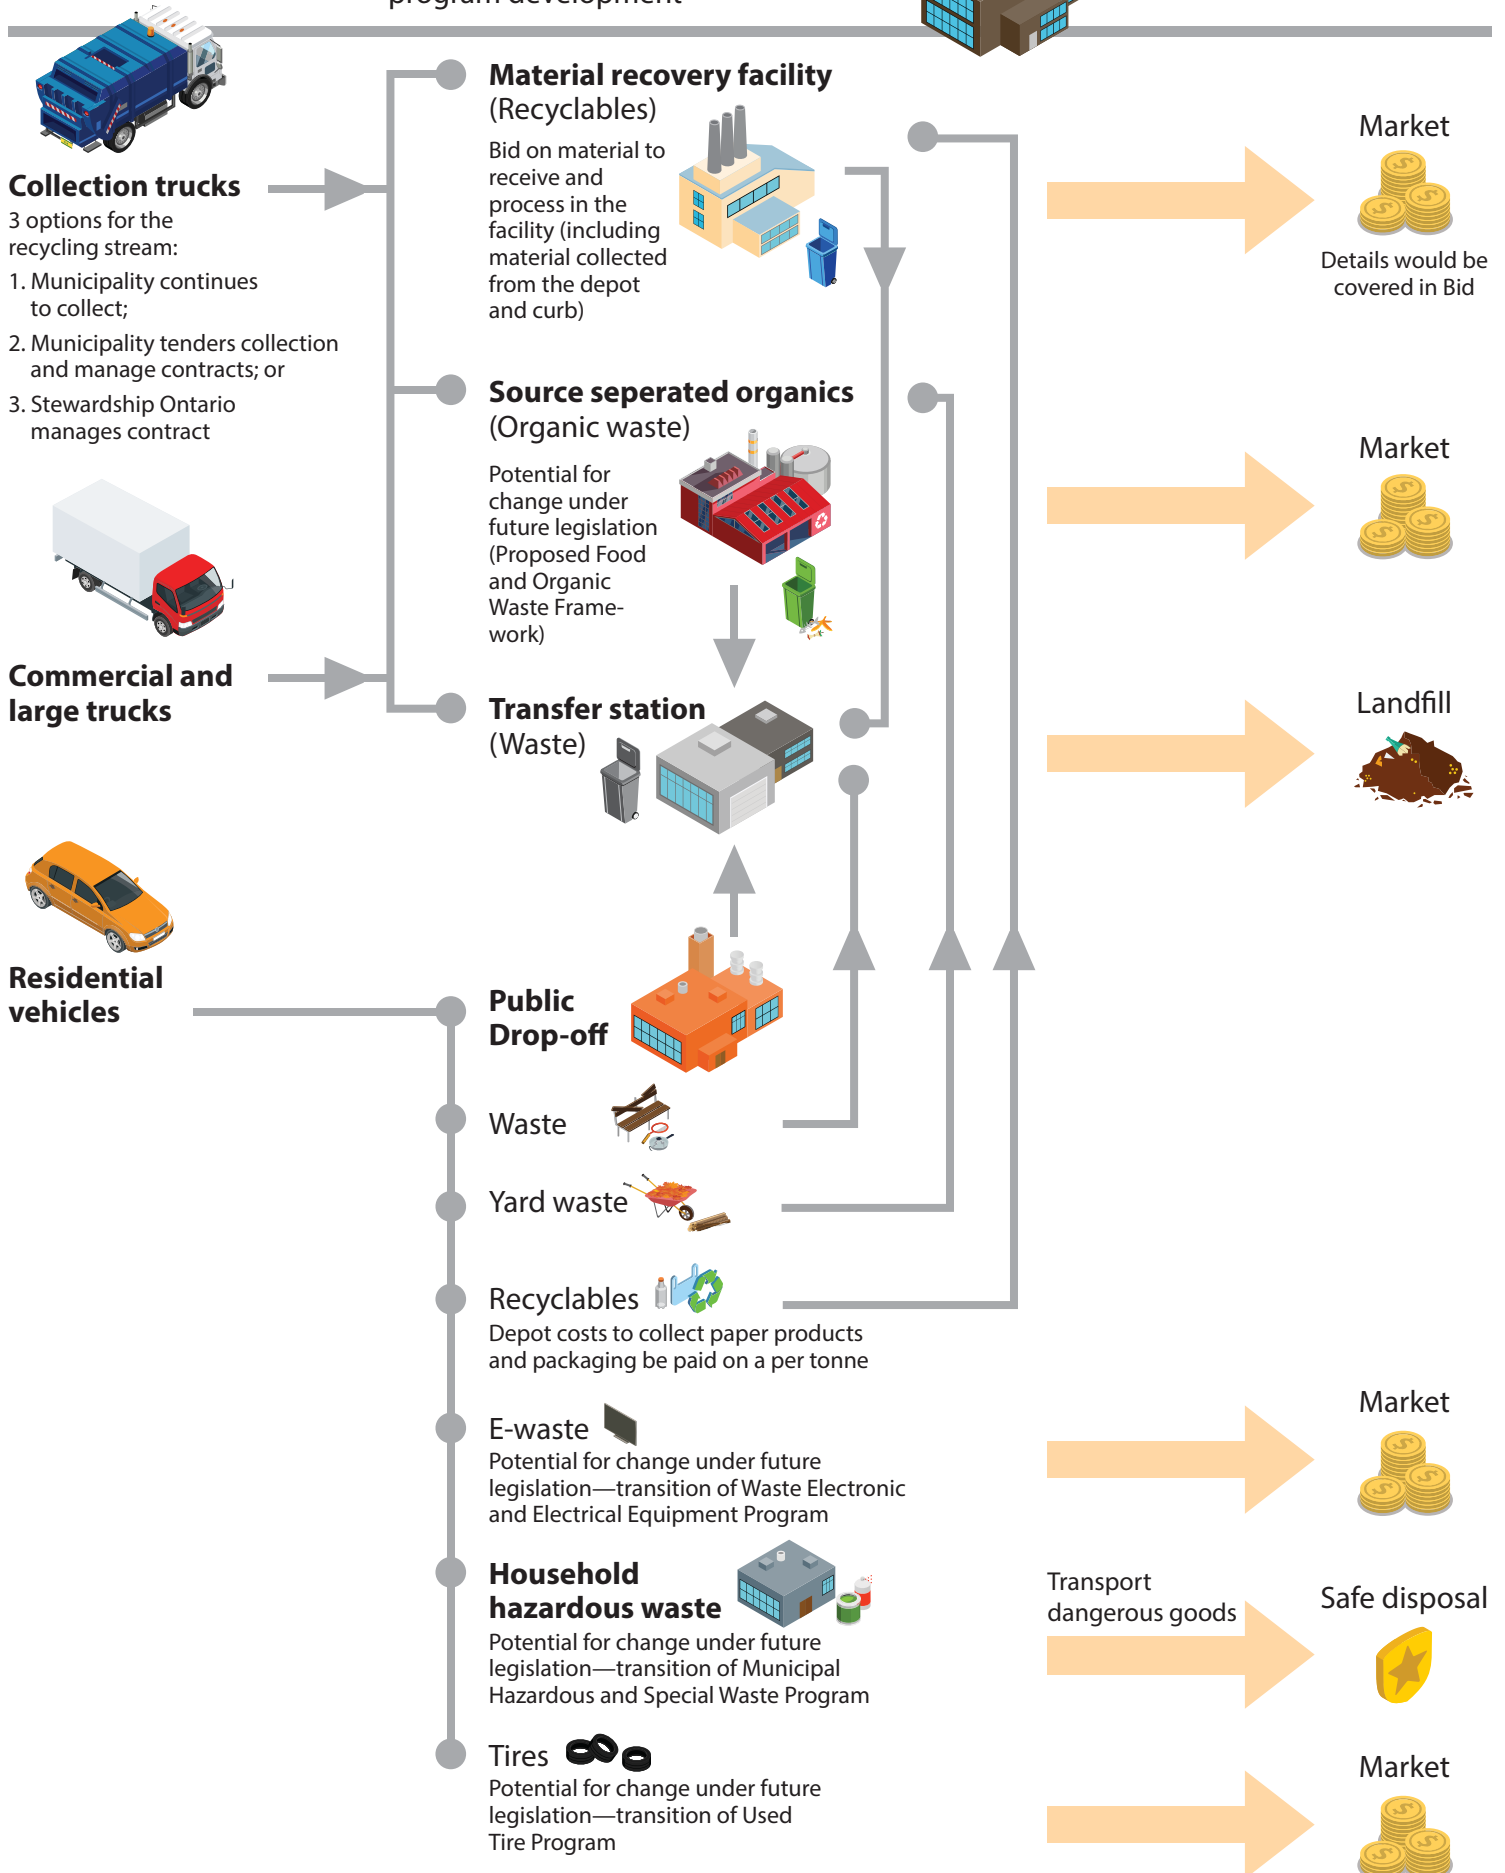 program development
Collection trucks
3 options for the
recycling stream:
1. Municipality continues
to collect;
2. Municipality tenders collection
and manage contracts; or
3. Stewardship Ontario
manages contract
Commercial and
large trucks
Residential
vehicles
Material recovery facility
(Recyclables)
Bid on material to
receive and
process in the
facility (including
material collected
from the depot
and curb)
Source seperated organics
(Organic waste)
Potential for
change under
future legislation
(Proposed Food
and Organic
Waste Frame-
work)
Transfer station
(Waste)
Public
Drop-off
Waste
Yard waste
Recyclables
Depot costs to collect paper products
and packaging be paid on a per tonne
E-waste
Potential for change under future
legislation—transition of Waste Electronic
and Electrical Equipment Program
Household
hazardous waste
Potential for change under future
legislation—transition of Municipal
Hazardous and Special Waste Program
Tires
Potential for change under future
legislation—transition of Used
Tire Program
Market
Details would be
covered in Bid
Market
Landfill
Market
Transport
dangerous goods
Safe disposal
Market